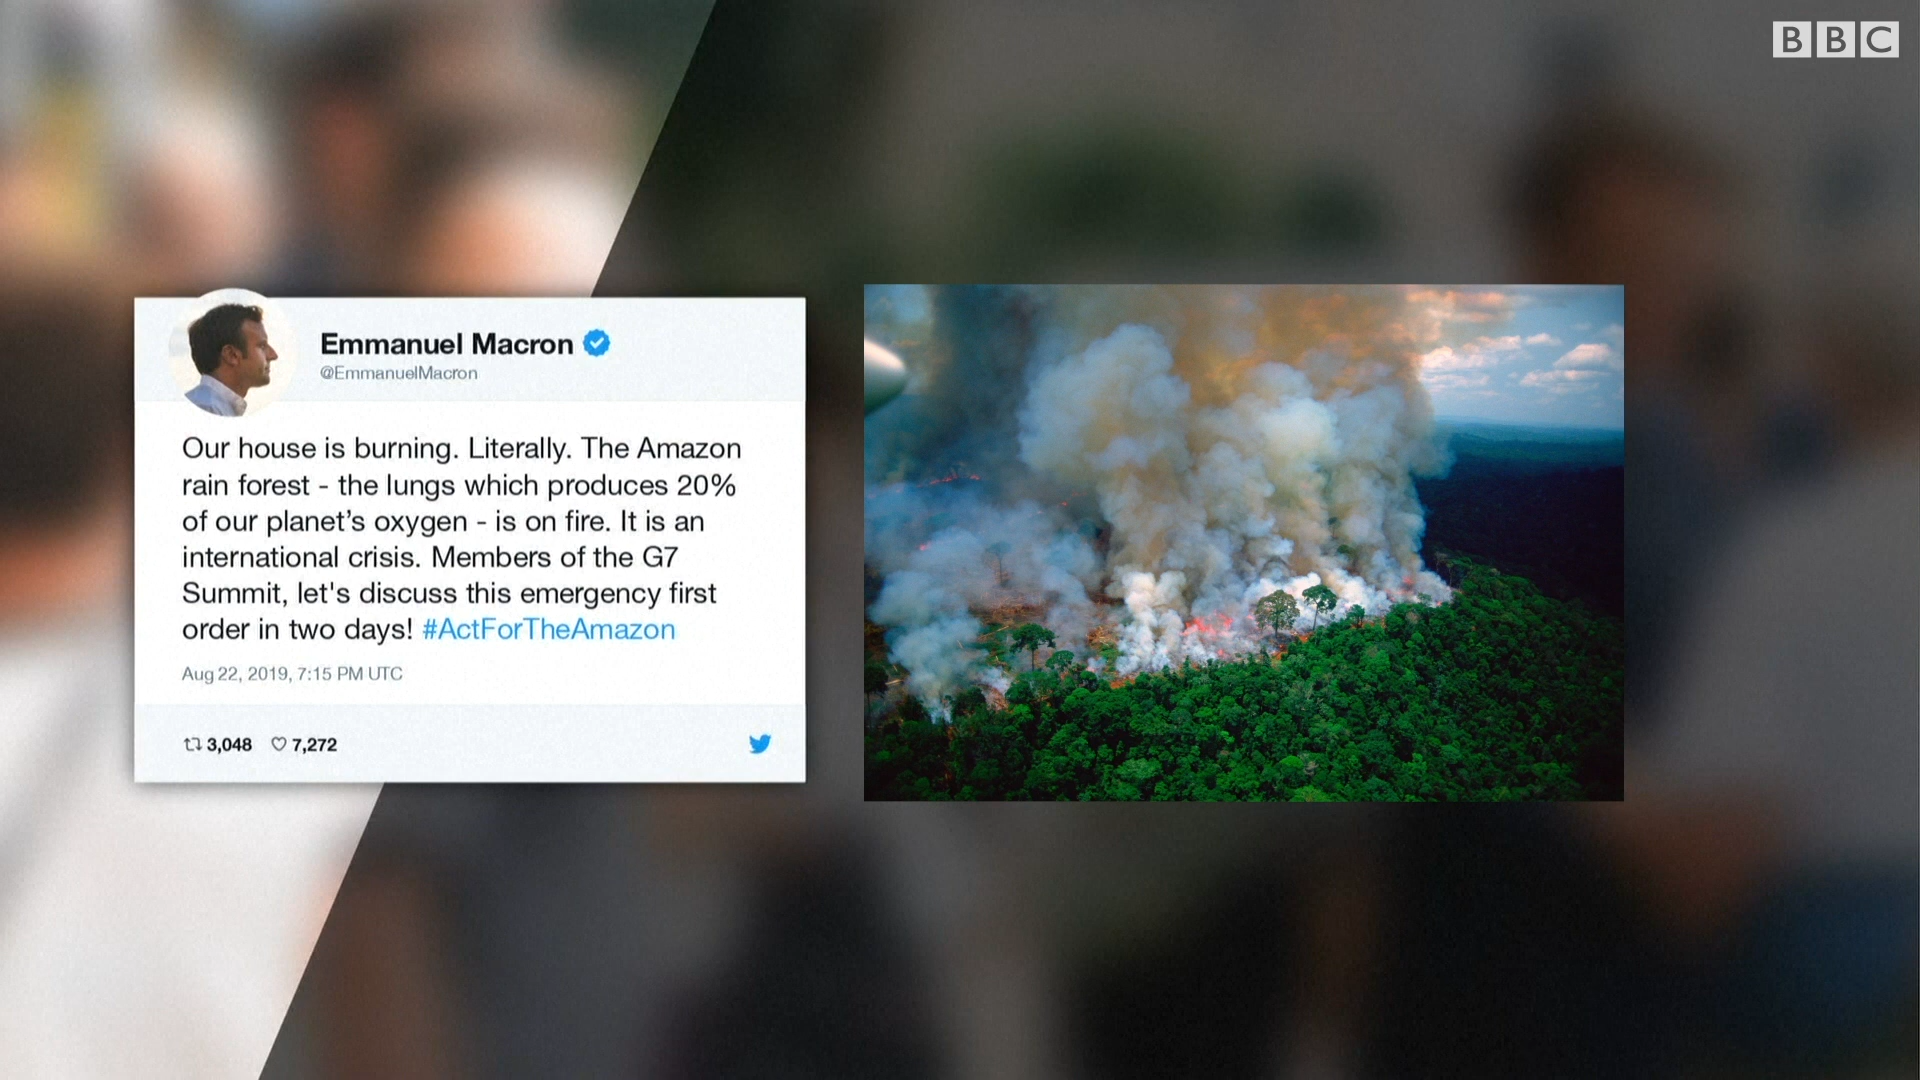 BBC
Emmanuel Macron
@EmmanuelMacron
Our house is burning. Literally. The Amazon
rain forest - the lungs which produces 20%
of our planet’s oxygen - is on fire. It is an
international crisis. Members of the G7
Summit, let's discuss this emergency first
order in two days! #ActForTheAmazon
Aug 22, 2019, 7:15 PM UTC
3,048 7,272